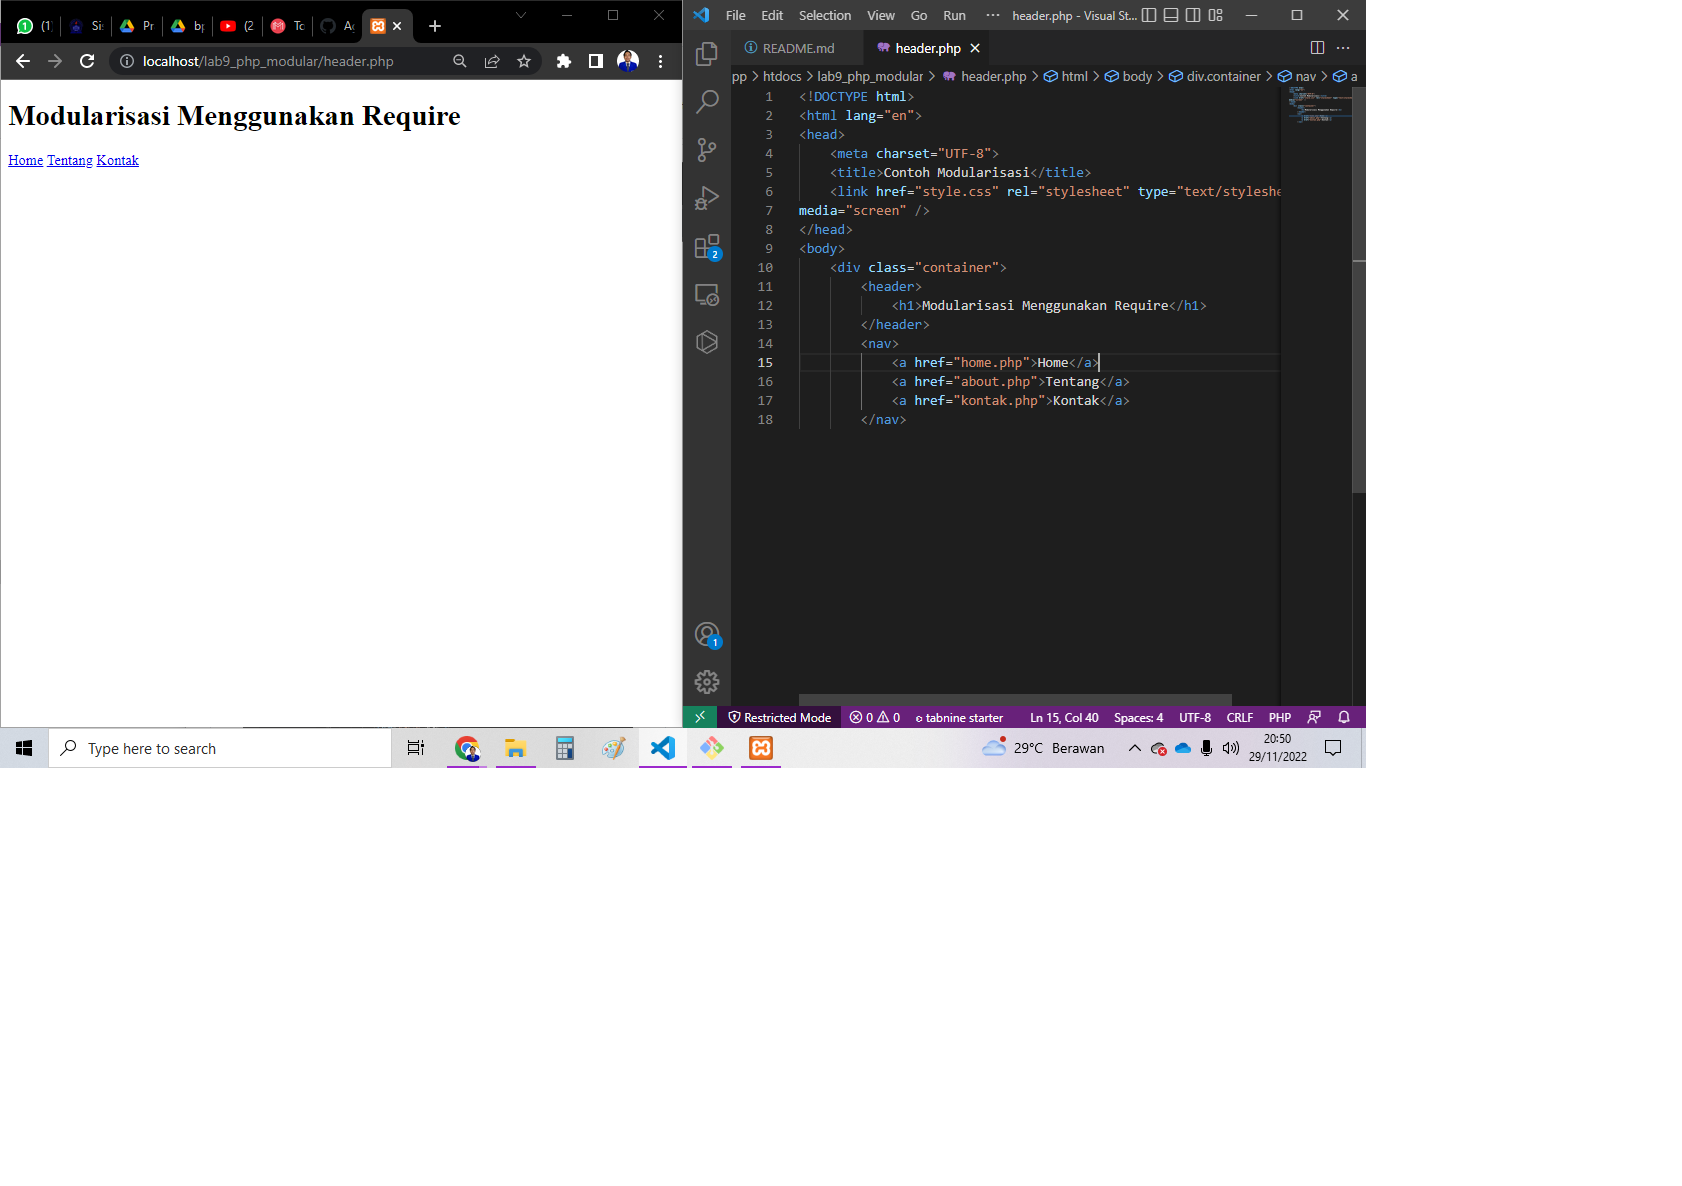 (1
Si
Pr
bp
(2
Tc
localhost/lab9_php_modular/header.php
Modularisasi Menggunakan Require
Home Tentang Kontak
File Edit Selection View Go Run ··· header.php - Visual St...
README.md
header.php
pp > htdocs > lab9_php_modular > header.php > html > body > div.container > nav > a
1 <!DOCTYPE html>
2 <html lang="en">
3 <head>
4 <meta charset="UTF-8">
5 <title>Contoh Modularisasi</title>
6 <link href="style.css" rel="stylesheet" type="text/styleshe
7 media="screen" />
8 </head>
9 <body>
10 <div class="container">
11 <header>
12 <h1>Modularisasi Menggunakan Require</h1>
13 </header>
14 <nav>
15 <a href="home.php">Home</a>
16 <a href="about.php">Tentang</a>
17 <a href="kontak.php">Kontak</a>
18 </nav>
2
1
Restricted Mode 0 0 tabnine starter Ln 15, Col 40 Spaces: 4 UTF-8 CRLF PHP
Type here to search
29°C Berawan
20:50
29/11/2022